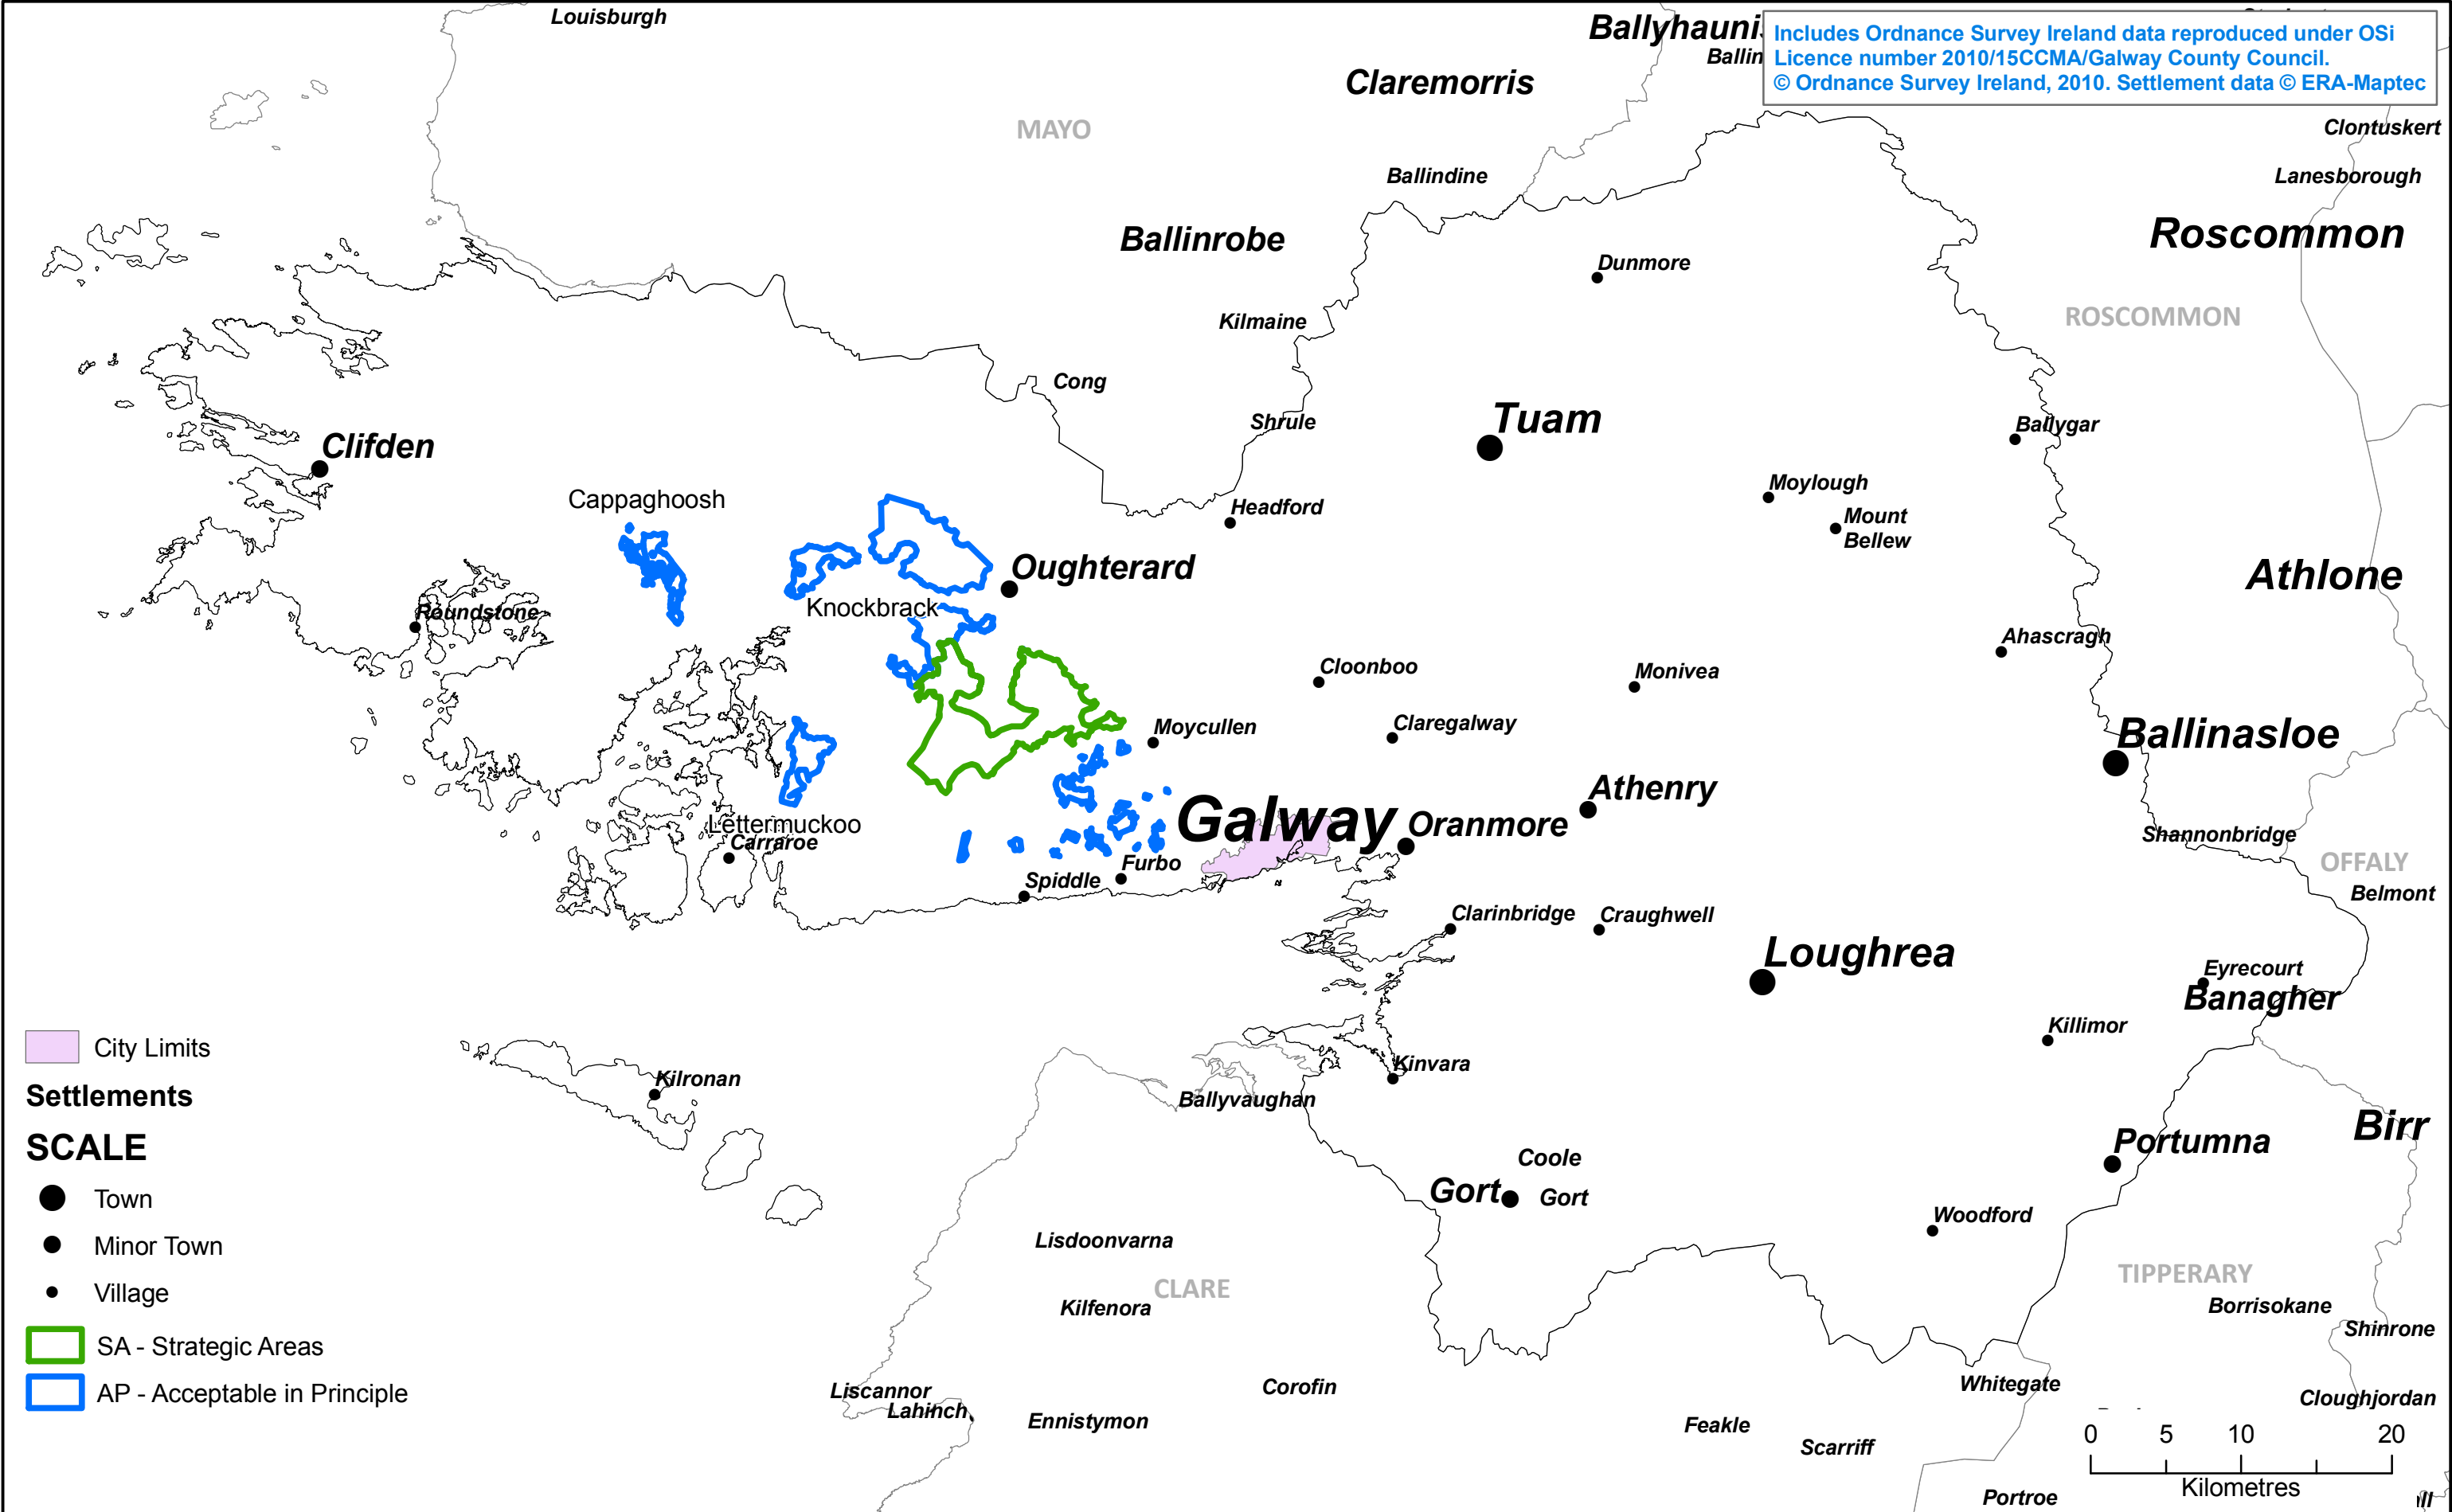 Louisburgh
Ballyhaunis
Includes Ordnance Survey Ireland data reproduced under OSi
Licence number 2010/15CCMA/Galway County Council.
© Ordnance Survey Ireland, 2010. Settlement data © ERA-Maptec
Claremorris
MAYO
Clontuskert
Ballindine
Lanesborough
Ballinrobe
Roscommon
Dunmore
Kilmaine
ROSCOMMON
Cong
Shrule
Tuam
Ballygar
Clifden
Moylough
Cappaghoosh
Headford
Mount
Bellew
Oughterard
Athlone
Knockbrack
Roundstone
Ahascragh
Cloonboo
Monivea
Moycullen
Claregalway
Ballinasloe
Athenry
Galway
Oranmore
Lettermuckoo
Carraroe
Shannonbridge
Furbo
OFFALY
Spiddle
Belmont
Clarinbridge
Craughwell
Loughrea
Eyrecourt
Banagher
Killimor
City Limits
Kinvara
Kilronan
Settlements
Ballyvaughan
Birr
SCALE
Portumna
Coole
Gort
Gort
Town
Woodford
Minor Town
Lisdoonvarna
TIPPERARY
Village
CLARE
Kilfenora
Borrisokane
Shinrone
SA - Strategic Areas
AP - Acceptable in Principle
Liscannor
Corofin
Whitegate
Cloughjordan
Lahinch
Ennistymon
Feakle
Scarriff
0 5 10 20
Kilometres
Portroe